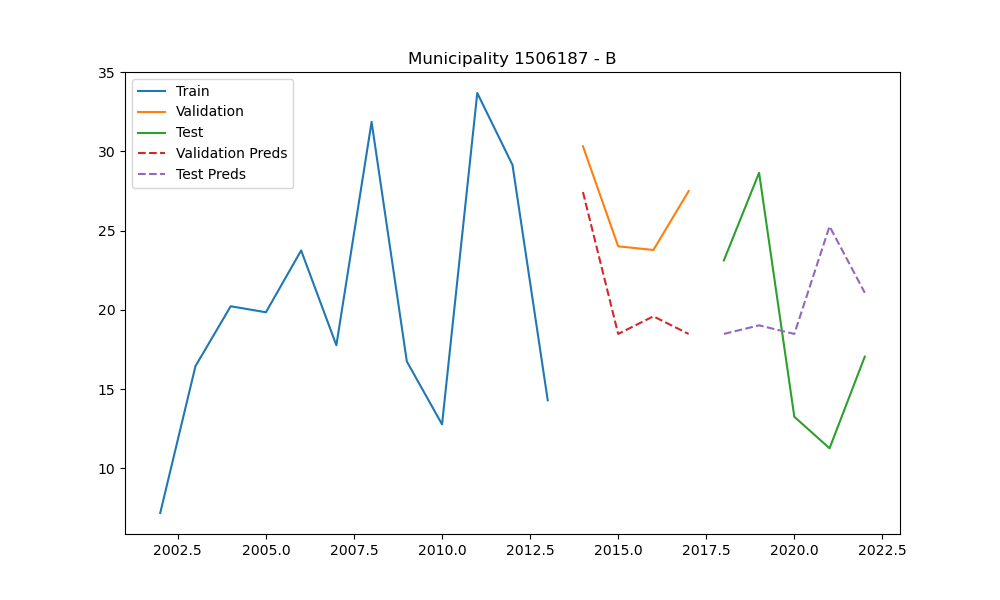 Municipality 1506187 - B
35
30
25
20
15
10
Train
Validation
Test
Validation Preds
Test Preds
2002.5 2005.0 2007.5 2010.0 2012.5 2015.0 2017.5 2020.0 2022.5